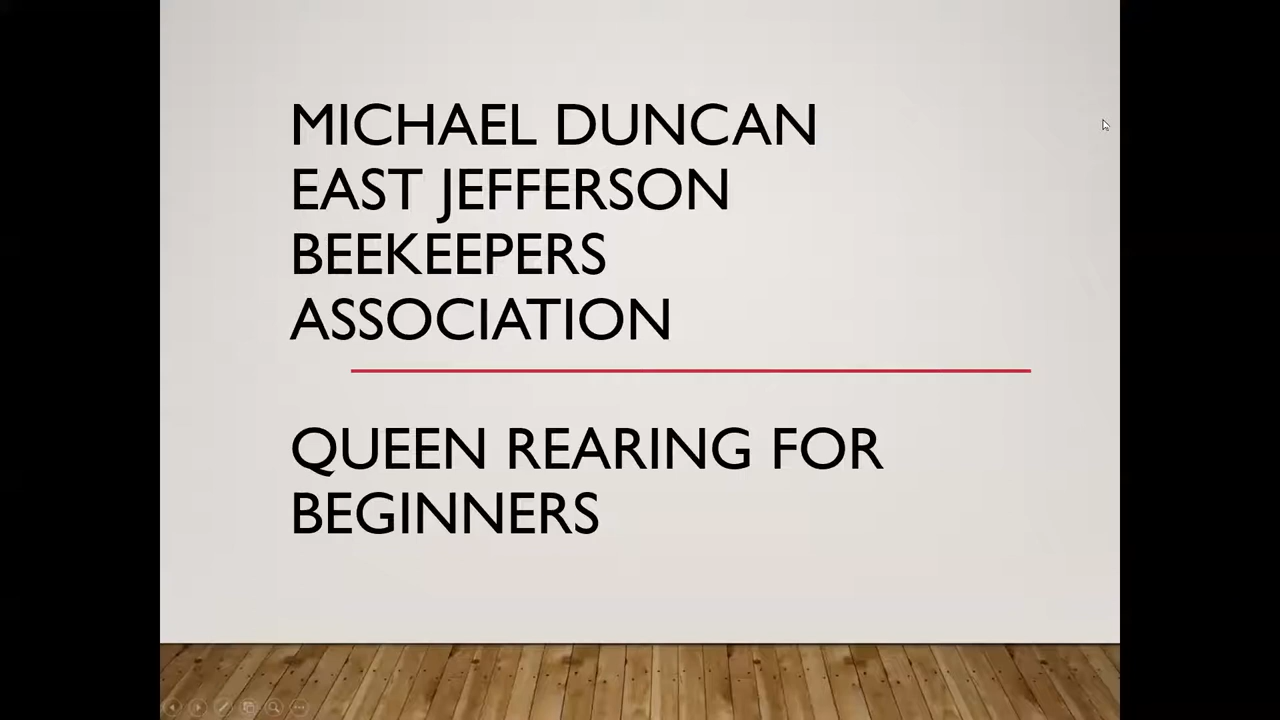 MICHAEL DUNCAN
EAST JEFFERSON
BEEKEEPERS
ASSOCIATION
QUEEN REARING FOR
BEGINNERS